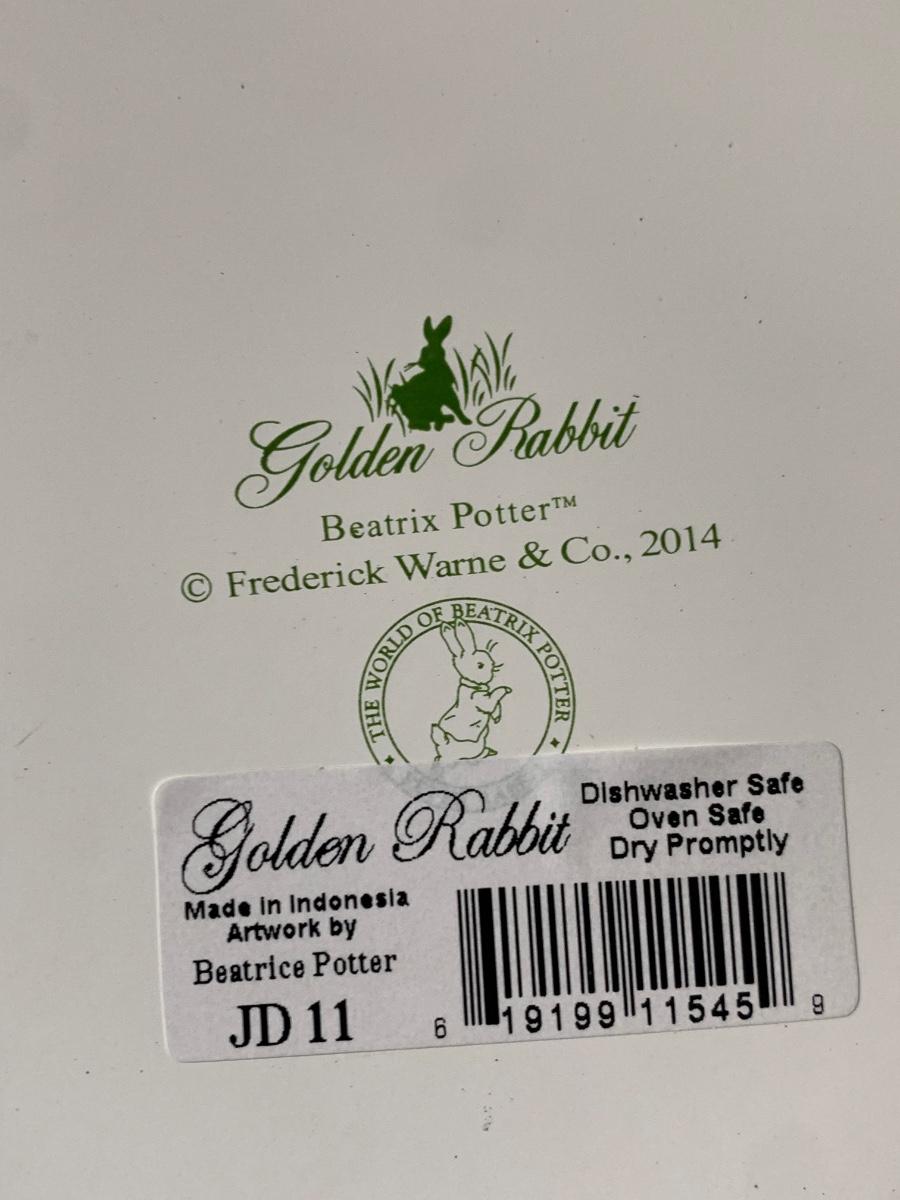 Golden Rabbit
Beatrix Potter™
© Frederick Warne & Co., 2014
THE WORLD OF BEATRIX POTTER
Golden Rabbit
Dishwasher Safe
Oven Safe
Dry Promptly
Made in Indonesia
Artwork by
Beatrice Potter
JD 11
6 19199 11545 9